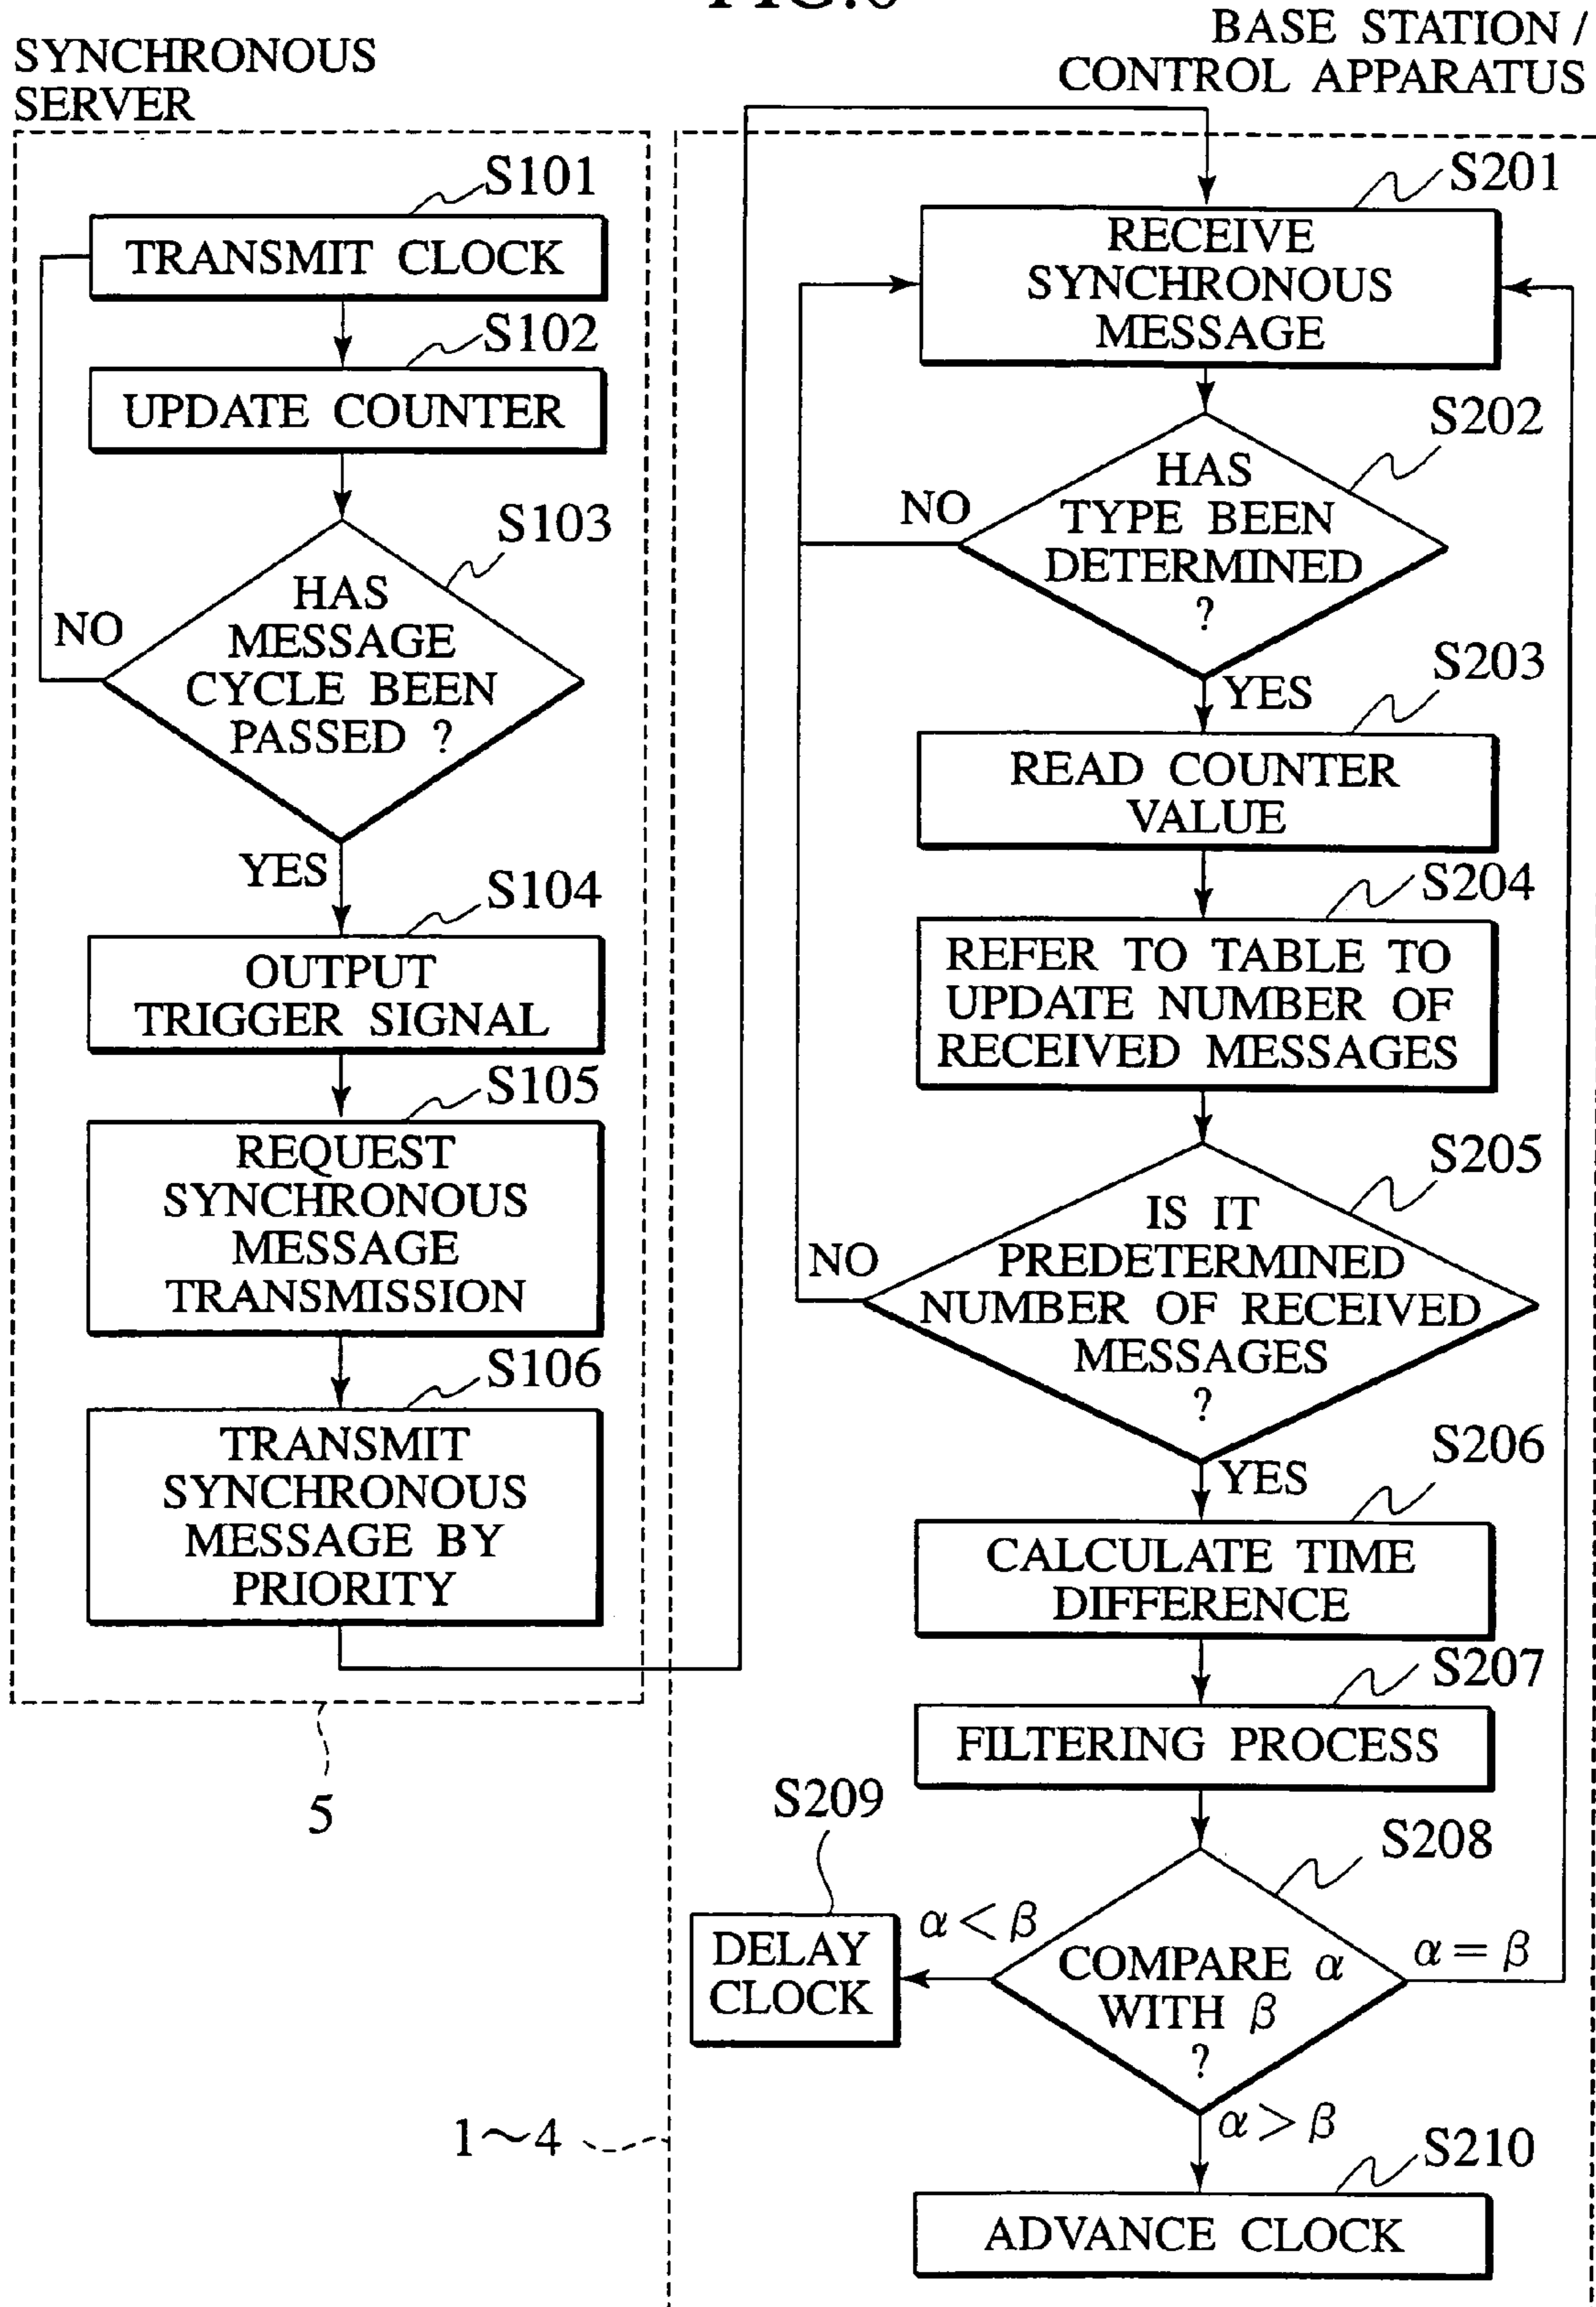 SYNCHRONOUS
SERVER
S101
TRANSMIT CLOCK
S102
UPDATE COUNTER
S103
HAS
MESSAGE
CYCLE BEEN
PASSED ?
NO
YES
S104
OUTPUT
TRIGGER SIGNAL
S105
REQUEST
SYNCHRONOUS
MESSAGE
TRANSMISSION
S106
TRANSMIT
SYNCHRONOUS
MESSAGE BY
PRIORITY
5
BASE STATION /
CONTROL APPARATUS
S201
RECEIVE
SYNCHRONOUS
MESSAGE
S202
HAS
TYPE BEEN
DETERMINED
?
NO
YES
S203
READ COUNTER
VALUE
S204
REFER TO TABLE TO
UPDATE NUMBER OF
RECEIVED MESSAGES
S205
IS IT
PREDETERMINED
NUMBER OF RECEIVED
MESSAGES
?
NO
YES
S206
CALCULATE TIME
DIFFERENCE
S207
FILTERING PROCESS
S208
COMPARE α
WITH β
?
α < β
α = β
α > β
S209
DELAY
CLOCK
S210
ADVANCE CLOCK
1~4